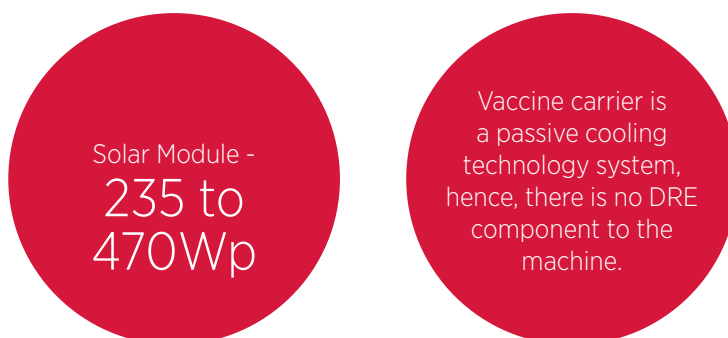 Solar Module -
235 to
470Wp
Vaccine carrier is
a passive cooling
technology system,
hence, there is no DRE
component to the
machine.